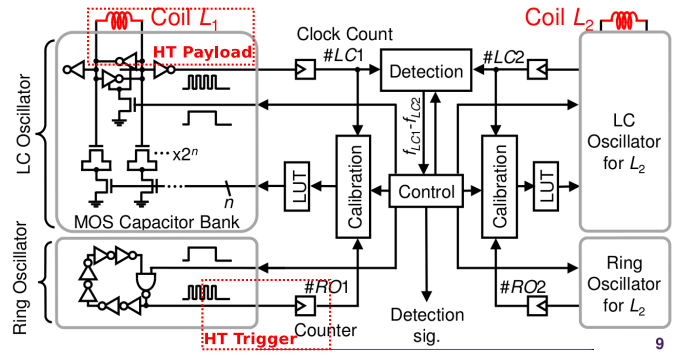 Coil L1
Coil L2
HT Payload
Clock Count
#LC1
Detection
#LC2
LC Oscillator
fLC1-fLC2
LC
Oscillator
for L2
···x2ⁿ
LUT
Calibration
Control
Calibration
LUT
n
MOS Capacitor Bank
Ring Oscillator
#RO1
#RO2
Ring
Oscillator
for L2
HT Trigger
Counter
Detection
sig.
9